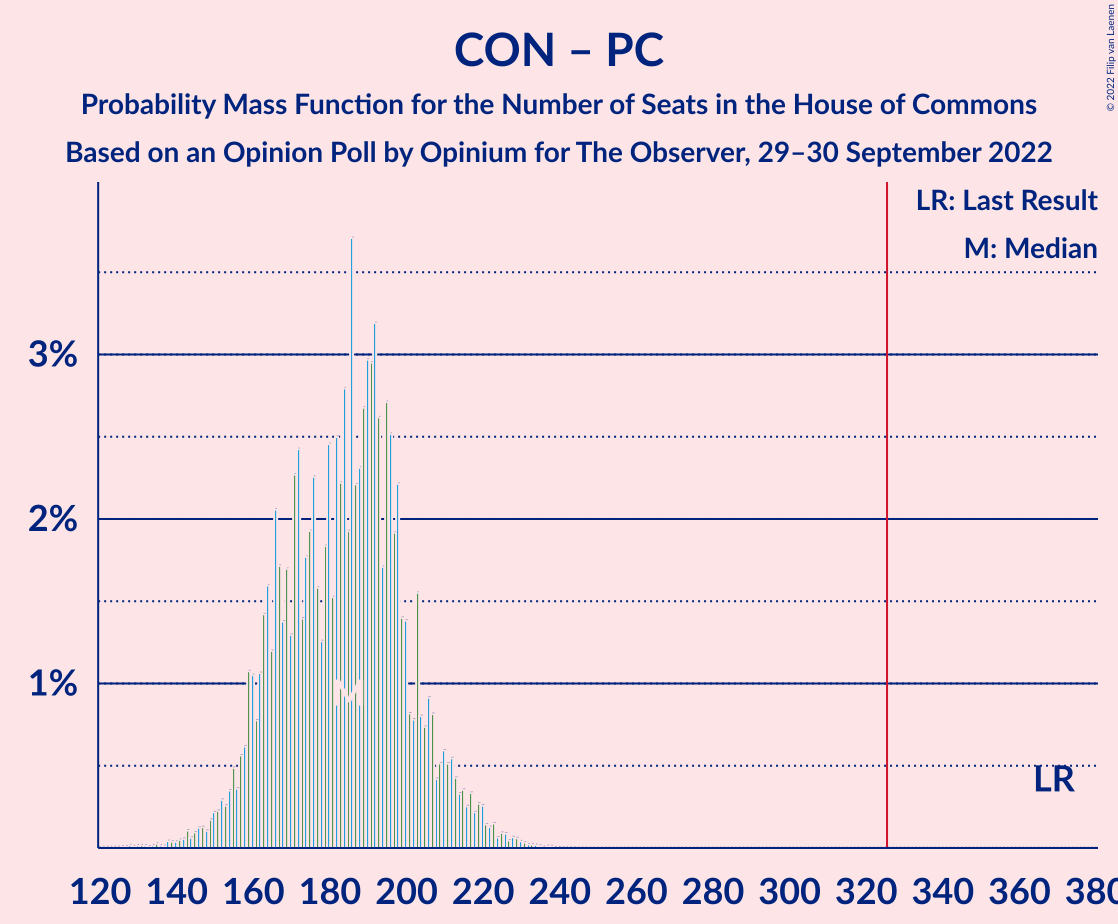 CON – PC
Probability Mass Function for the Number of Seats in the House of Commons
Based on an Opinion Poll by Opinium for The Observer, 29–30 September 2022
© 2022 Filip van Laenen
LR: Last Result
M: Median
3%
2%
1%
M
LR
120 140 160 180 200 220 240 260 280 300 320 340 360 380